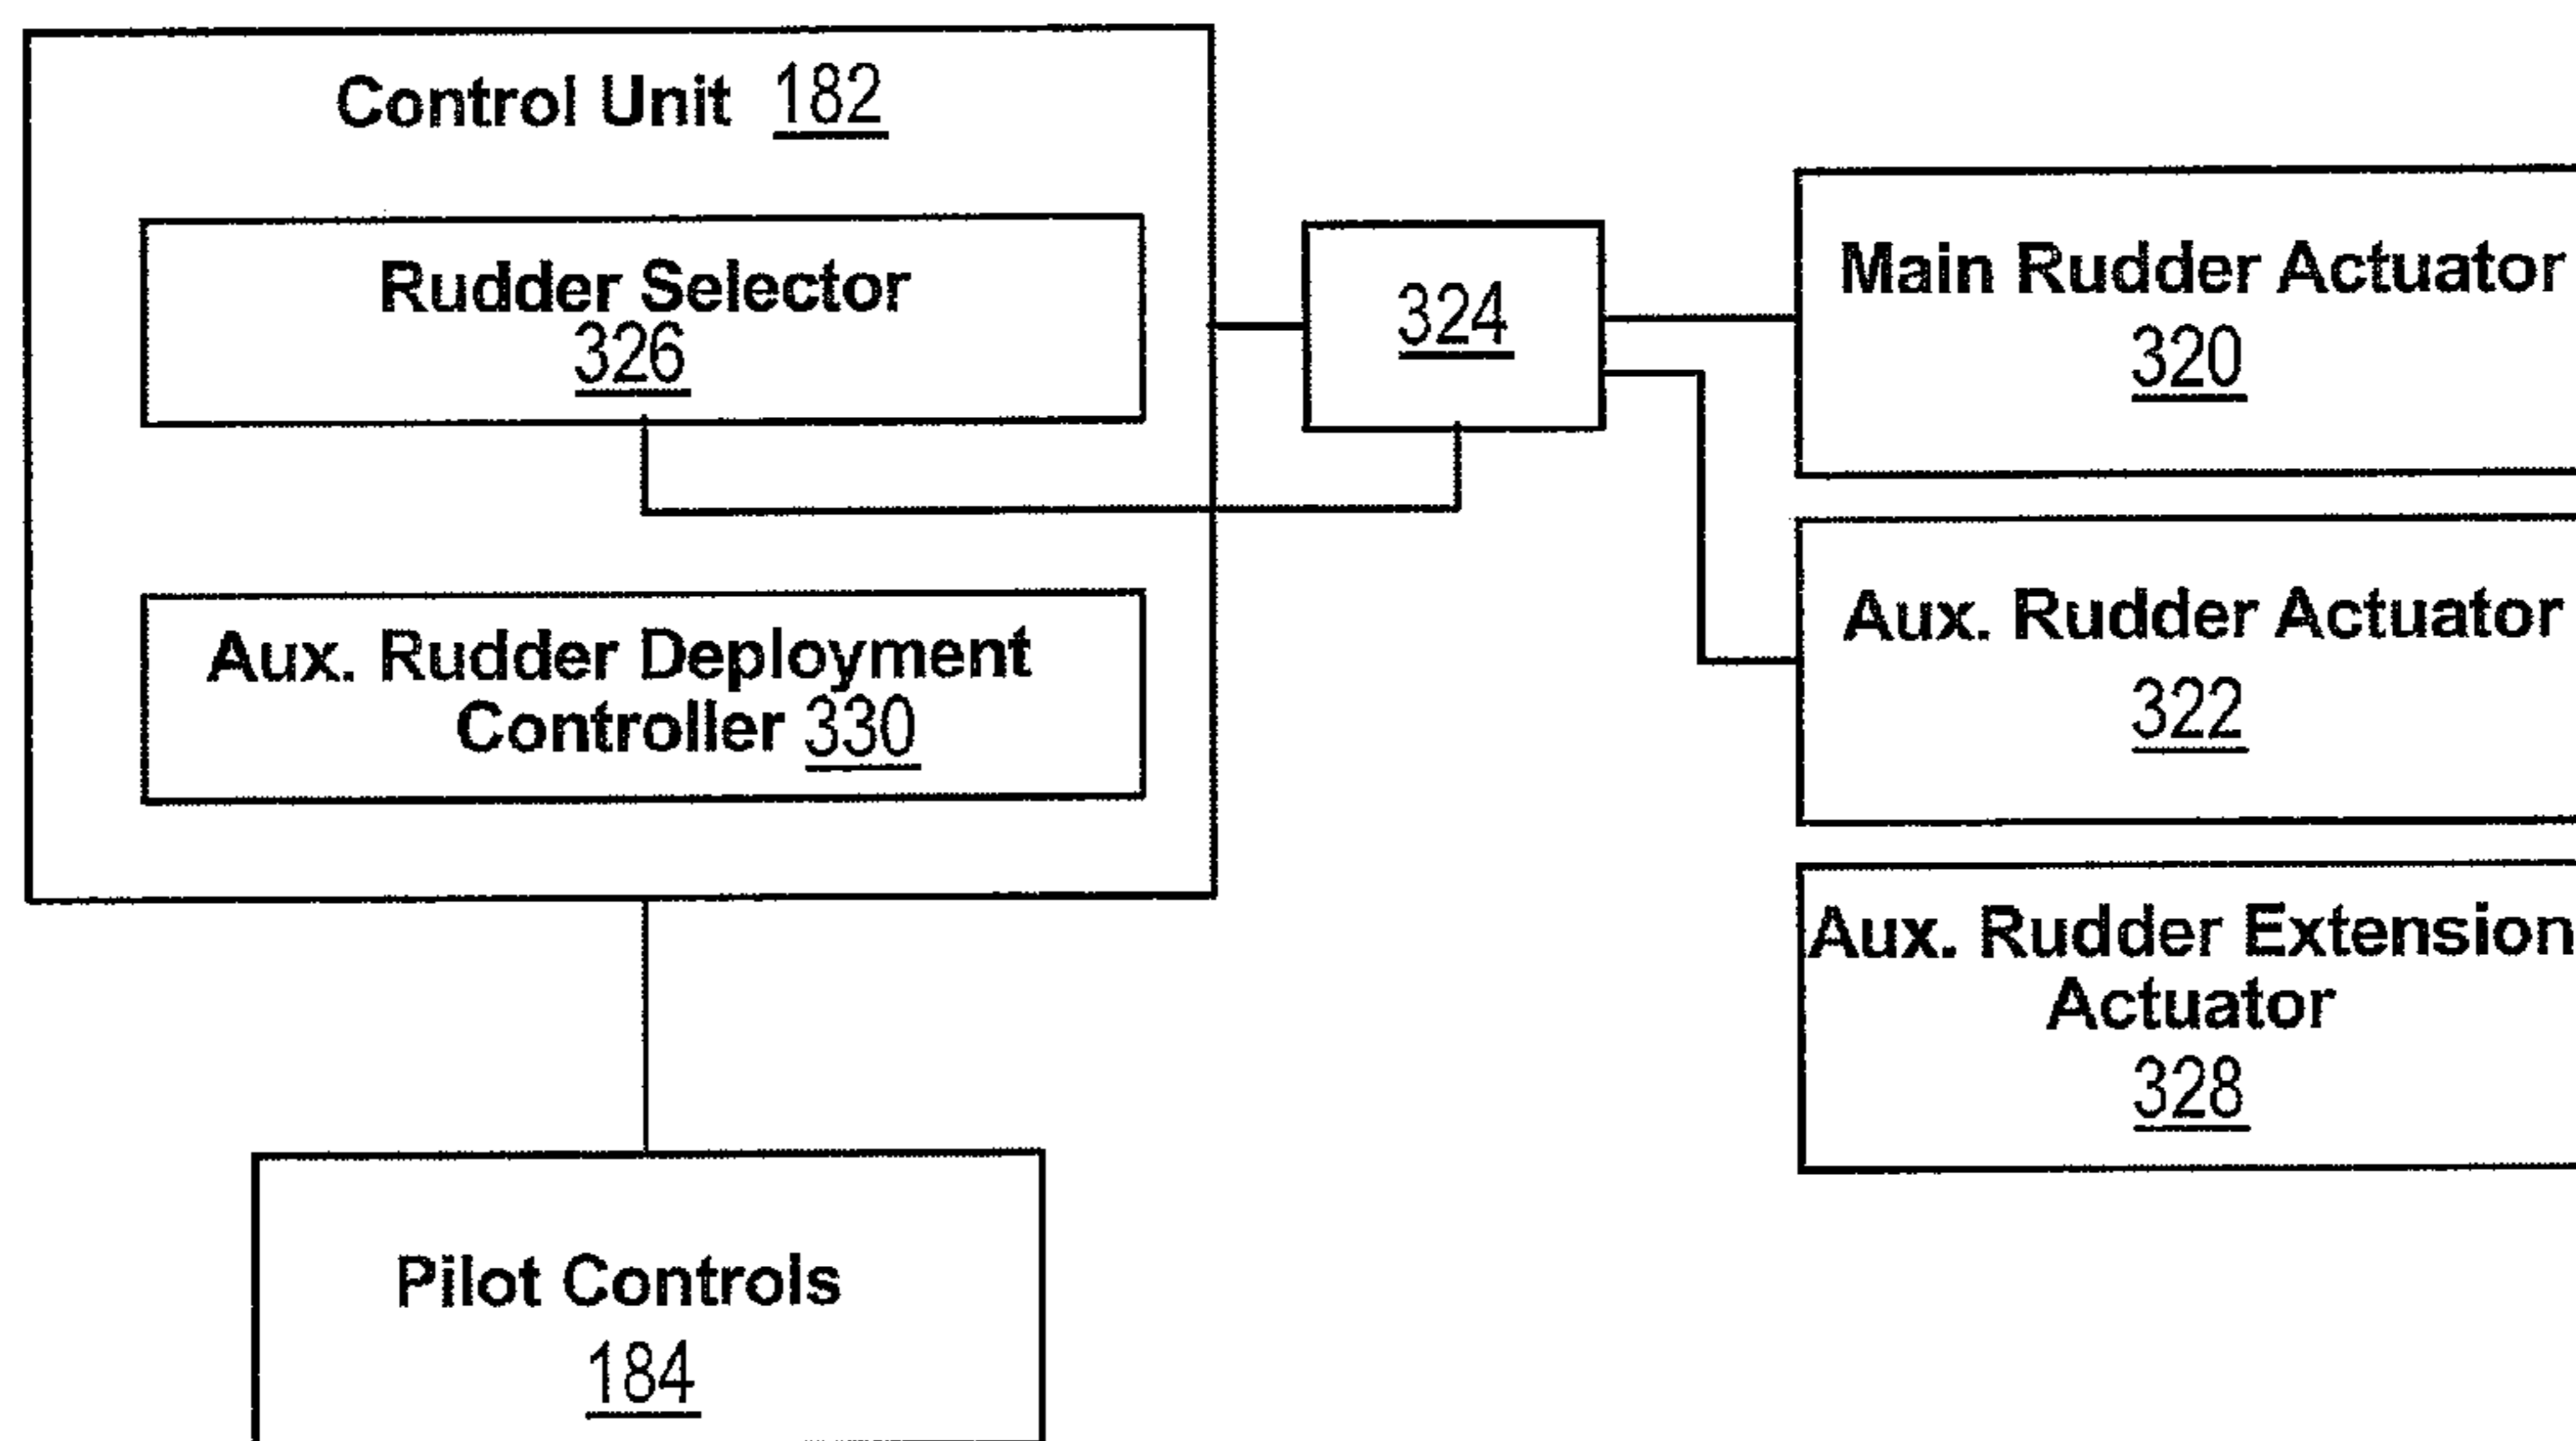 Control Unit 182
Rudder Selector
326
Aux. Rudder Deployment
Controller 330
324
Main Rudder Actuator
320
Aux. Rudder Actuator
322
Aux. Rudder Extension
Actuator
328
Pilot Controls
184